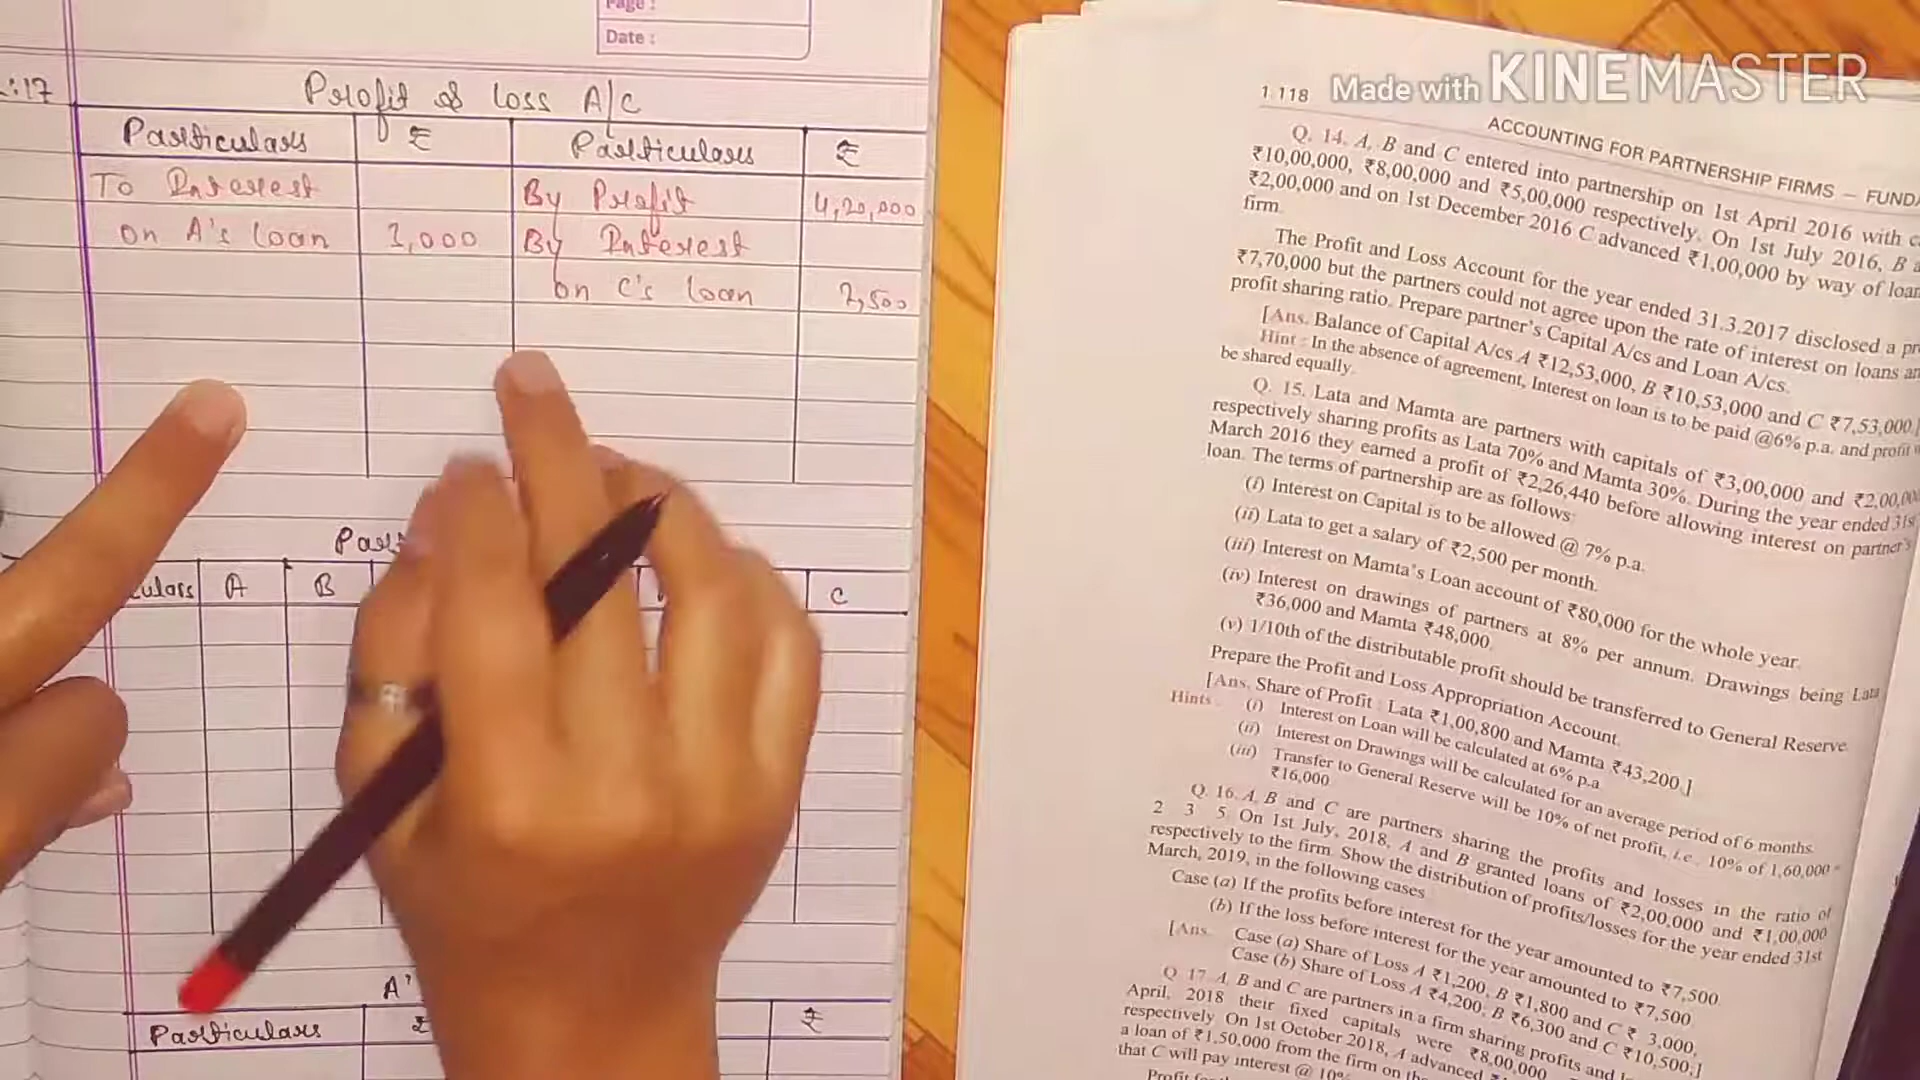 Page :
Date :
:17
Profit & Loss A/C
Particulars ₹ Particulars ₹
To Interest By Profit 4,20,000
on A's loan 3,000 By Interest
on C's loan 7,500
culars A B C
A'
Particulars ₹ ₹
Made with KINEMASTER
1.118
ACCOUNTING FOR PARTNERSHIP FIRMS — FUNDA
Q. 14. A, B and C entered into partnership on 1st April 2016 with c
₹10,00,000, ₹8,00,000 and ₹5,00,000 respectively. On 1st July 2016, B a
₹2,00,000 and on 1st December 2016 C advanced ₹1,00,000 by way of loan
firm.
The Profit and Loss Account for the year ended 31.3.2017 disclosed a pr
₹7,70,000 but the partners could not agree upon the rate of interest on loans an
profit sharing ratio. Prepare partner's Capital A/cs and Loan A/cs.
[Ans. Balance of Capital A/cs A ₹12,53,000, B ₹10,53,000 and C ₹7,53,000.]
Hint : In the absence of agreement, Interest on loan is to be paid @6% p.a. and profit
be shared equally.
Q. 15. Lata and Mamta are partners with capitals of ₹3,00,000 and ₹2,00,00
respectively sharing profits as Lata 70% and Mamta 30%. During the year ended 31st
March 2016 they earned a profit of ₹2,26,440 before allowing interest on partner's
loan. The terms of partnership are as follows:
(i) Interest on Capital is to be allowed @ 7% p.a.
(ii) Lata to get a salary of ₹2,500 per month.
(iii) Interest on Mamta's Loan account of ₹80,000 for the whole year.
(iv) Interest on drawings of partners at 8% per annum. Drawings being Lata
₹36,000 and Mamta ₹48,000.
(v) 1/10th of the distributable profit should be transferred to General Reserve
Prepare the Profit and Loss Appropriation Account.
[Ans. Share of Profit : Lata ₹1,00,800 and Mamta ₹43,200.]
Hints : (i) Interest on Loan will be calculated at 6% p.a
(ii) Interest on Drawings will be calculated for an average period of 6 months.
(iii) Transfer to General Reserve will be 10% of net profit, i.e. 10% of 1,60,000 =
₹16,000
Q. 16. A, B and C are partners sharing the profits and losses in the ratio of
2 3 5. On 1st July, 2018, A and B granted loans of ₹2,00,000 and ₹1,00,000
respectively to the firm. Show the distribution of profits/losses for the year ended 31st
March, 2019, in the following cases
Case (a) If the profits before interest for the year amounted to ₹7,500.
(b) If the loss before interest for the year amounted to ₹7,500.
[Ans. Case (a) Share of Loss A ₹1,200, B ₹1,800 and C ₹ 3,000,
Case (b) Share of Loss A ₹4,200; B ₹6,300 and C ₹10,500.]
Q. 17. A, B and C are partners in a firm sharing profits and
April, 2018 their fixed capitals were ₹8,00,000
respectively On 1st October 2018, A advanced
a loan of ₹1,50,000 from the firm on the
that C will pay interest @ 10%